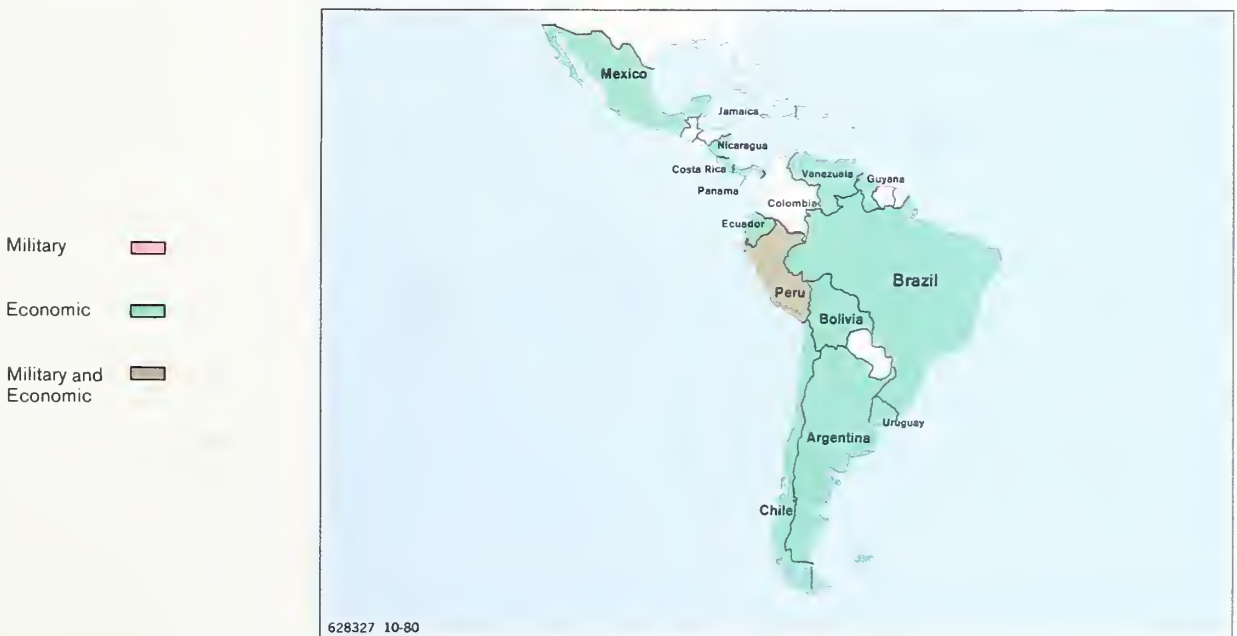 Military
Economic
Military and
Economic
Mexico
Jamaica
Nicaragua
Costa Rica
Panama
Venezuala
Guyana
Colombia
Ecuador
Brazil
Peru
Bolivia
Uruguay
Argentina
Chile
628327 10-80